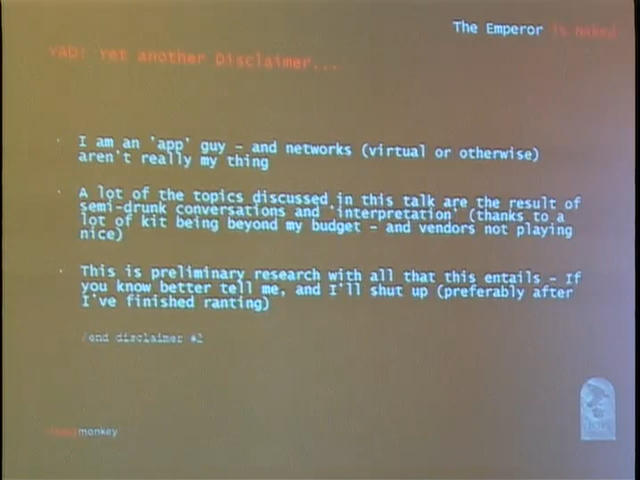 The Emperor is Naked
YAD: Yet another Disclaimer...
I am an 'app' guy – and networks (virtual or otherwise)
aren't really my thing
A lot of the topics discussed in this talk are the result of
semi-drunk conversations and 'interpretation' (thanks to a
lot of kit being beyond my budget – and vendors not playing
nice)
This is preliminary research with all that this entails – If
you know better tell me, and I'll shut up (preferably after
I've finished ranting)
/end disclaimer #2
monkey